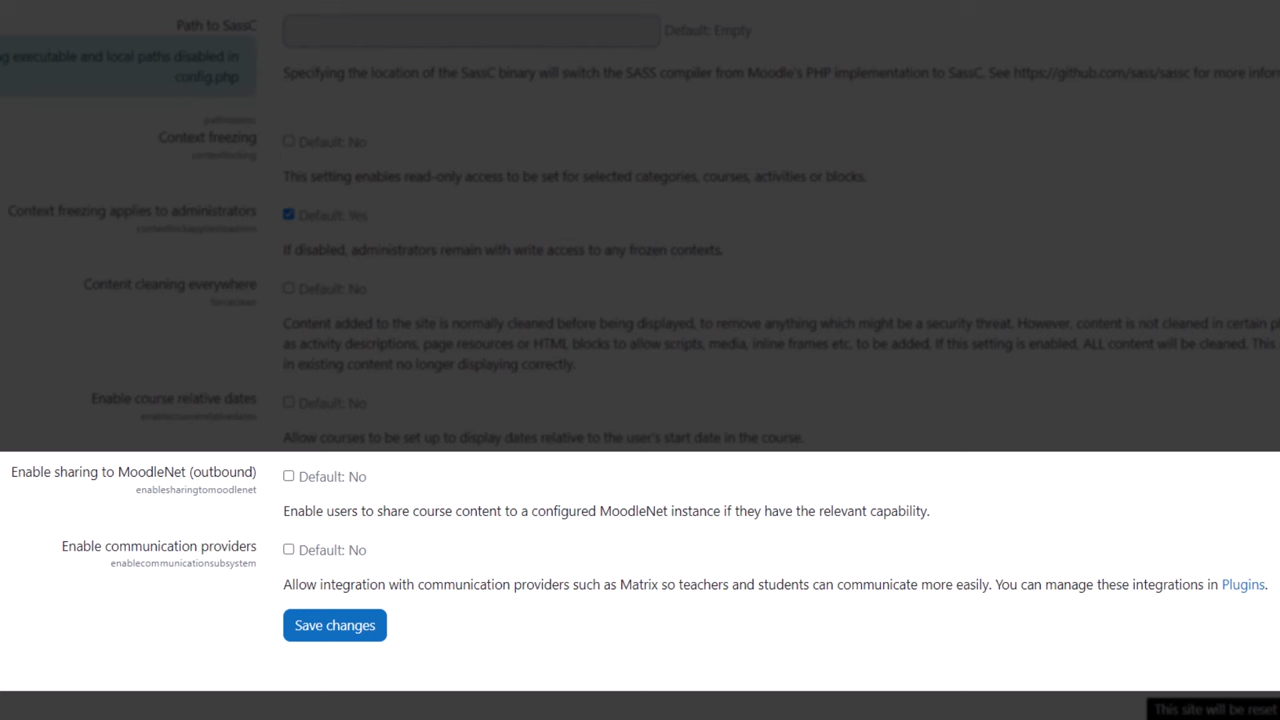 Path to SassC
Default: Empty
g executable and local paths disabled in
config.php
Specifying the location of the SassC binary will switch the SASS compiler from Moodle's PHP implementation to SassC. See https://github.com/sass/sassc for more infor
pathtosassc
Context freezing
Default: No
contextlocking
This setting enables read-only access to be set for selected categories, courses, activities or blocks.
Context freezing applies to administrators
Default: Yes
contextlockappliestoadmin
If disabled, administrators remain with write access to any frozen contexts.
Content cleaning everywhere
Default: No
forceclean
Content added to the site is normally cleaned before being displayed, to remove anything which might be a security threat. However, content is not cleaned in certain p
as activity descriptions, page resources or HTML blocks to allow scripts, media, inline frames etc. to be added. If this setting is enabled, ALL content will be cleaned. This
in existing content no longer displaying correctly.
Enable course relative dates
Default: No
enablecourserelativedates
Allow courses to be set up to display dates relative to the user's start date in the course.
Enable sharing to MoodleNet (outbound)
Default: No
enablesharingtomoodlenet
Enable users to share course content to a configured MoodleNet instance if they have the relevant capability.
Enable communication providers
Default: No
enablecommunicationsubsystem
Allow integration with communication providers such as Matrix so teachers and students can communicate more easily. You can manage these integrations in Plugins.
Save changes
This site will be reset